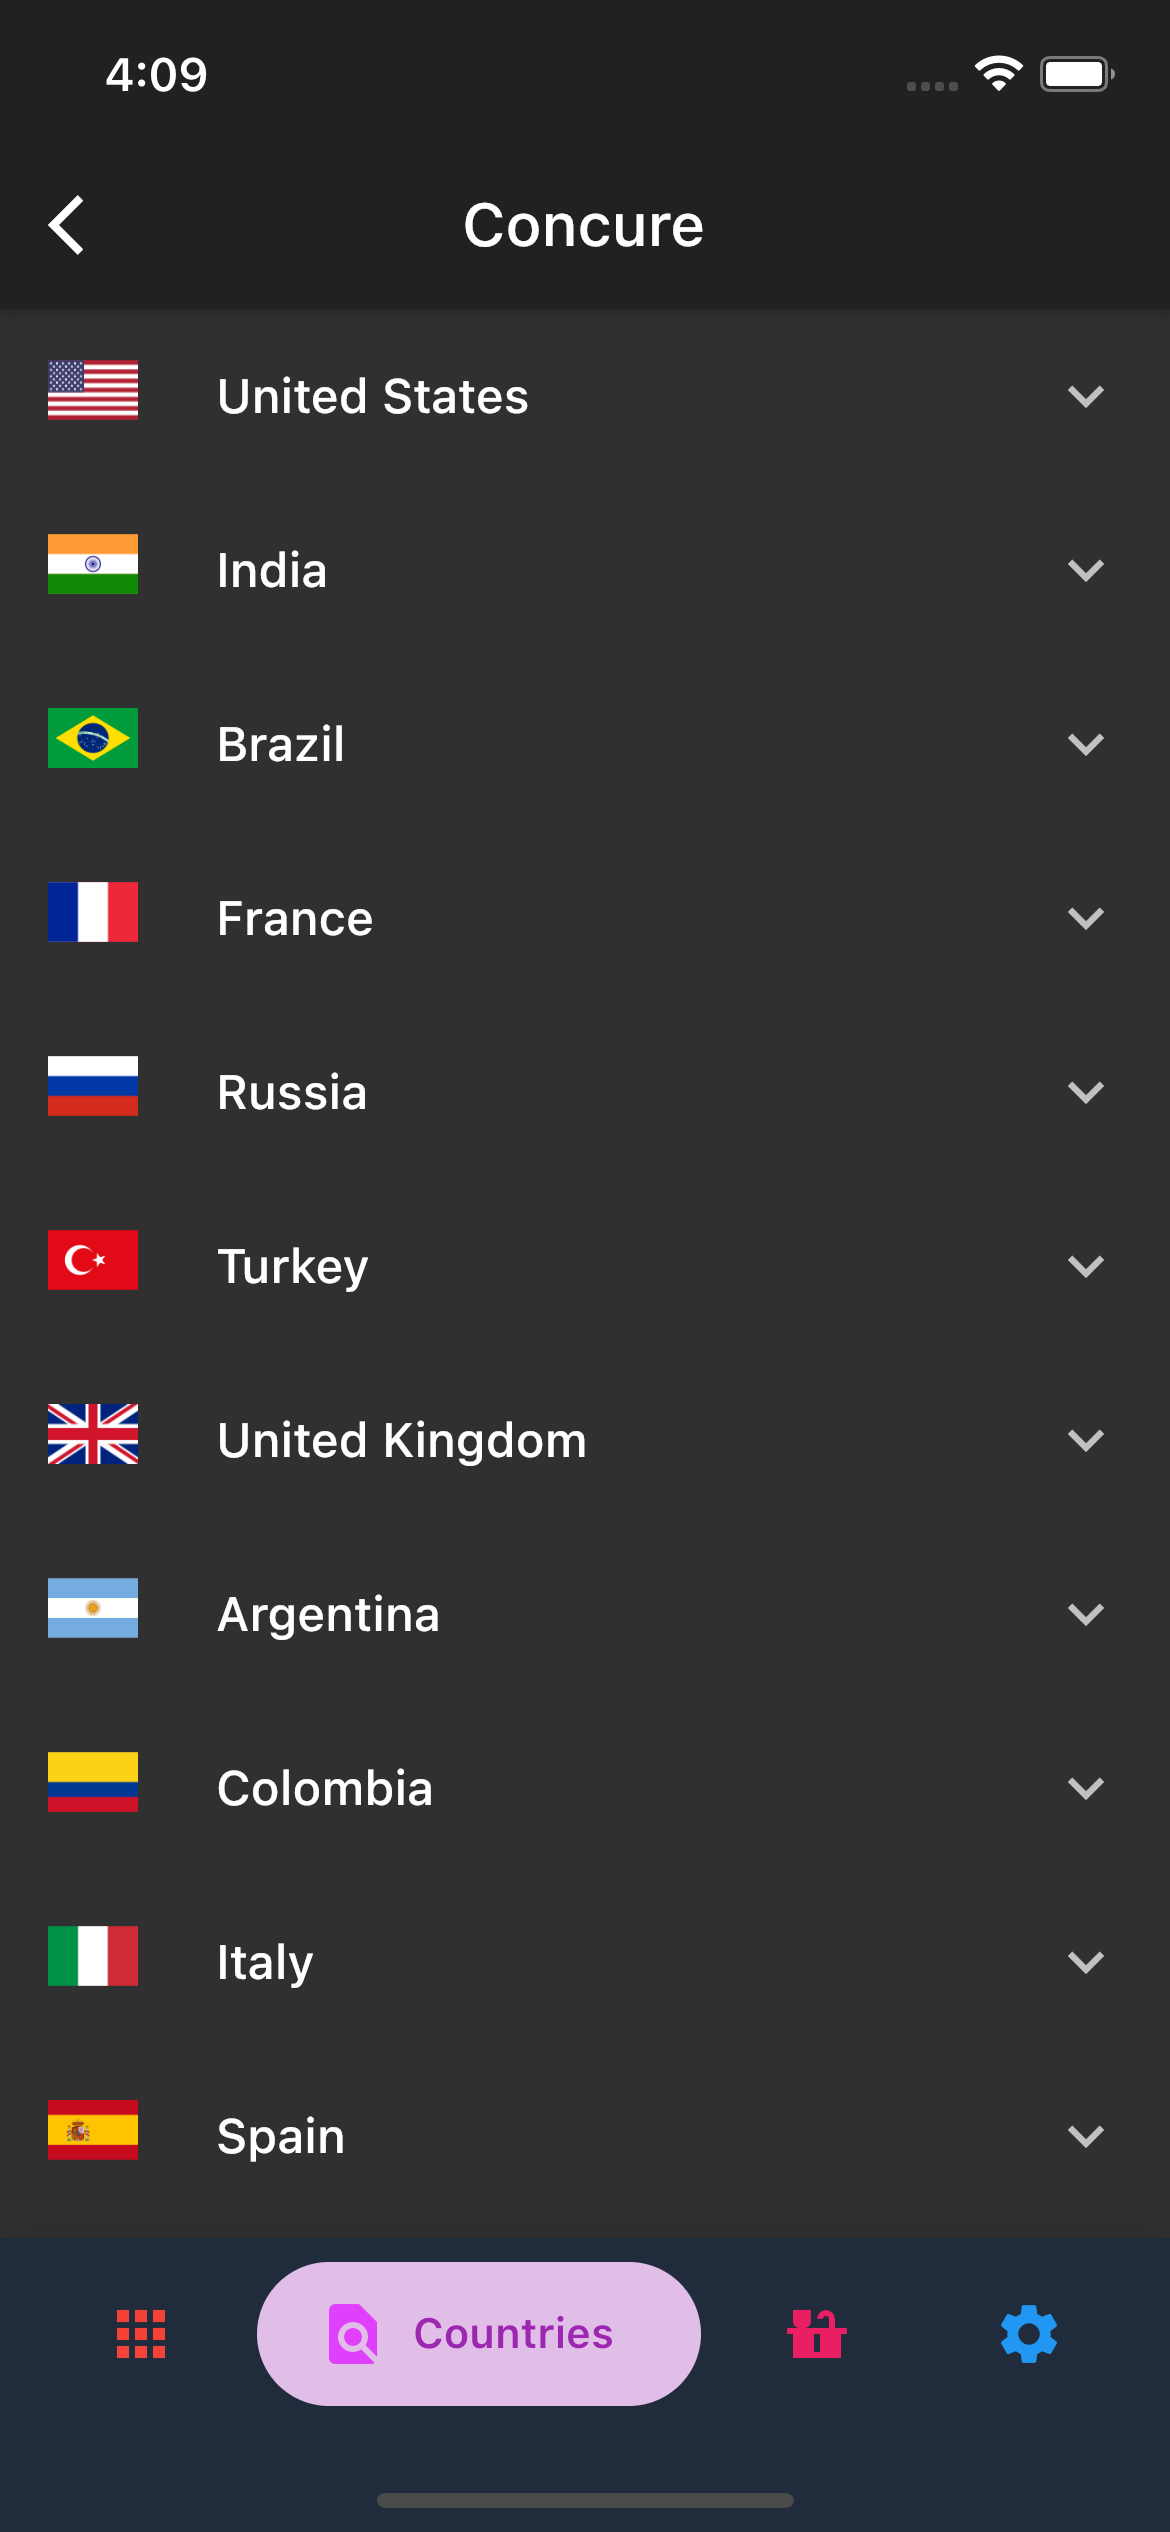 4:09
Concure
United States
India
Brazil
France
Russia
Turkey
United Kingdom
Argentina
Colombia
Italy
Spain
Countries